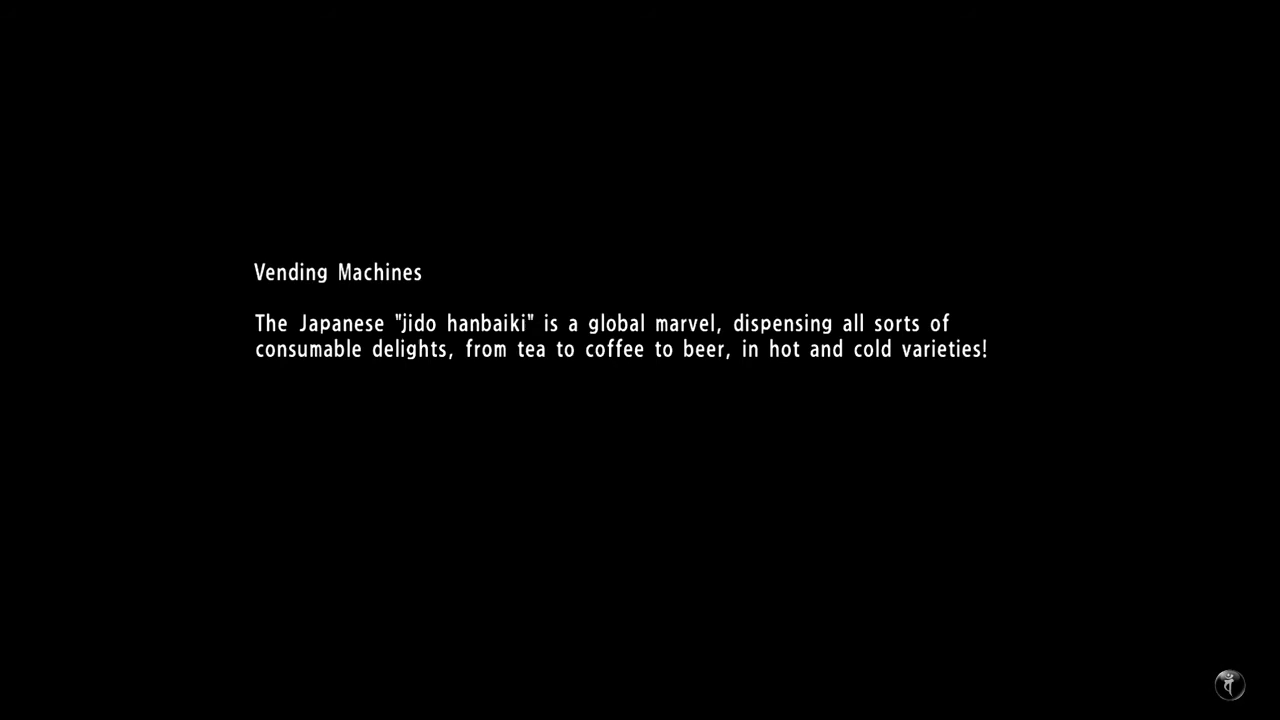 Vending Machines
The Japanese "jido hanbaiki" is a global marvel, dispensing all sorts of
consumable delights, from tea to coffee to beer, in hot and cold varieties!